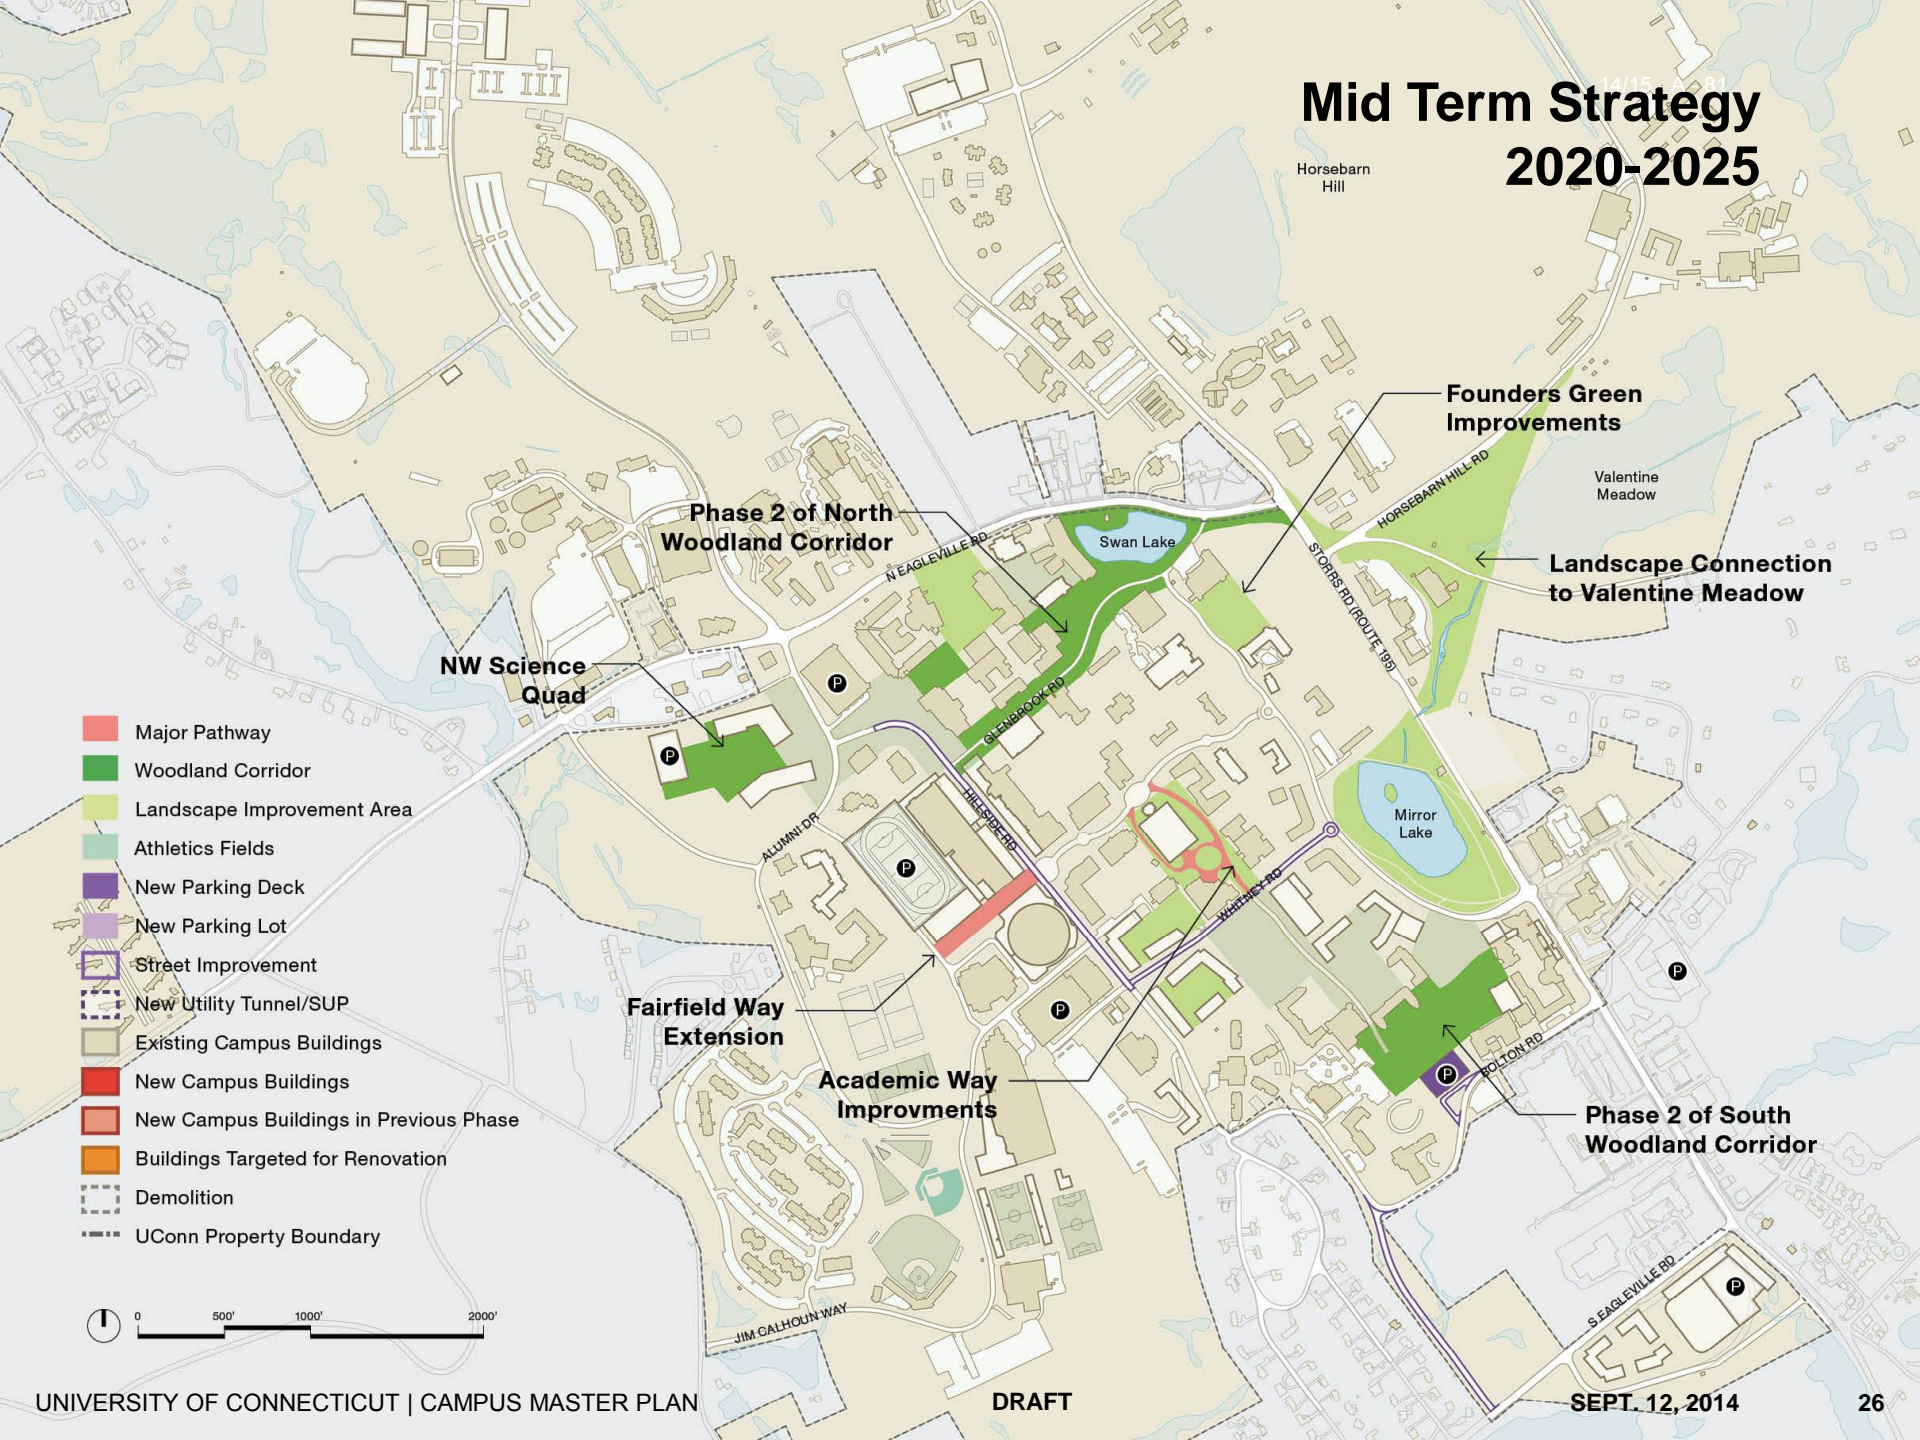 14/15 - A - 81
Mid Term Strategy
2020-2025
Horsebarn
Hill
Founders Green
Improvements
HORSEBARN HILL RD
Valentine
Meadow
Phase 2 of North
Woodland Corridor
N EAGLEVILLE RD
Swan Lake
Landscape Connection
to Valentine Meadow
STORRS RD (ROUTE 195)
NW Science
Quad
P
P
GLENBROOK RD
HILLSIDE RD
ALUMNI DR
P
Mirror
Lake
WHITNEY RD
Fairfield Way
Extension
P
P
Academic Way
Improvments
P
BOLTON RD
Phase 2 of South
Woodland Corridor
S EAGLEVILLE RD
P
JIM CALHOUN WAY
Major Pathway
Woodland Corridor
Landscape Improvement Area
Athletics Fields
New Parking Deck
New Parking Lot
Street Improvement
New Utility Tunnel/SUP
Existing Campus Buildings
New Campus Buildings
New Campus Buildings in Previous Phase
Buildings Targeted for Renovation
Demolition
UConn Property Boundary
0 500' 1000' 2000'
UNIVERSITY OF CONNECTICUT | CAMPUS MASTER PLAN
DRAFT
SEPT. 12, 2014
26